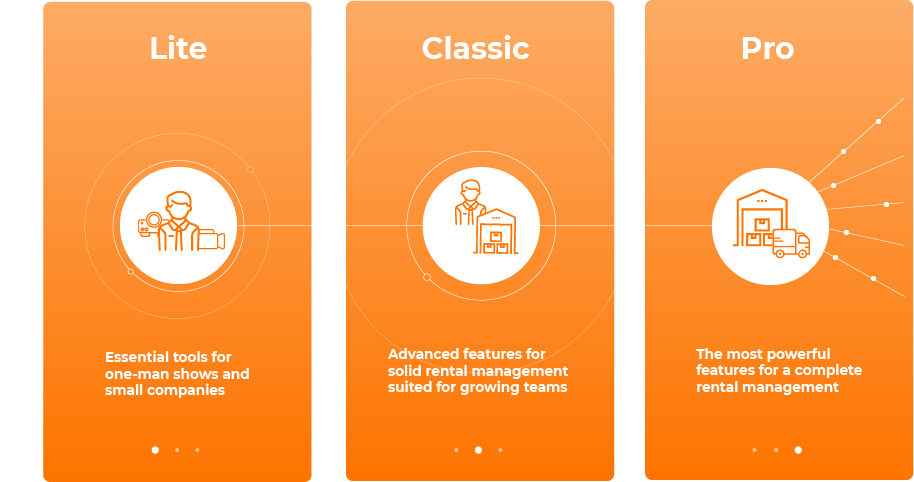 Lite
Essential tools for
one-man shows and
small companies
Classic
Advanced features for
solid rental management
suited for growing teams
Pro
The most powerful
features for a complete
rental management